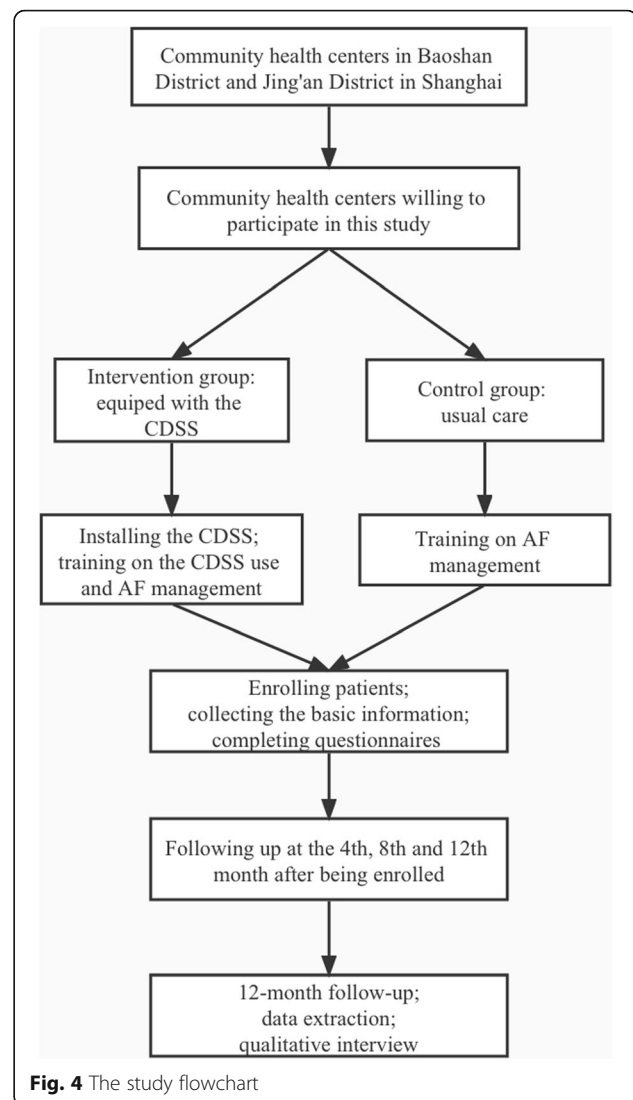 Community health centers in Baoshan
District and Jing'an District in Shanghai
Community health centers willing to
participate in this study
Intervention group:
equiped with the
CDSS
Control group:
usual care
Installing the CDSS;
training on the CDSS use
and AF management
Training on AF
management
Enrolling patients;
collecting the basic information;
completing questionnaires
Following up at the 4th, 8th and 12th
month after being enrolled
12-month follow-up;
data extraction;
qualitative interview
Fig. 4 The study flowchart